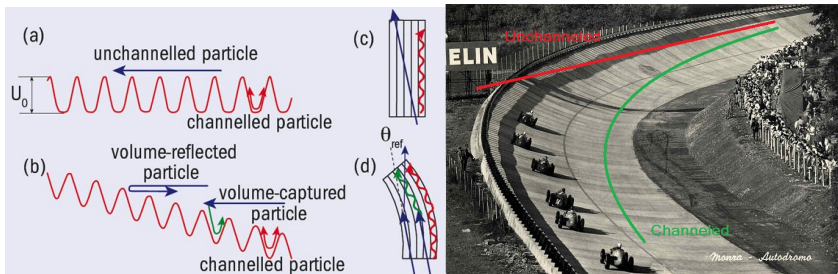 (a)
unchannelled particle
U0
channelled particle
(b)
volume-reflected
particle
volume-captured
particle
channelled particle
(c)
θref
(d)
ELIN
Unchanneled
Channeled
Monza - Autodromo